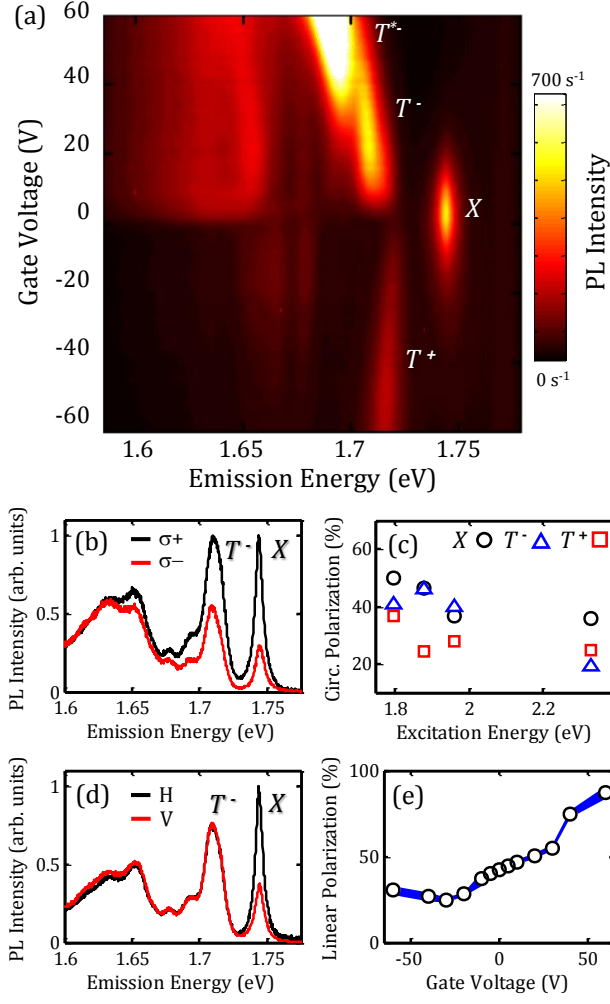 (a)
60
40
20
0
-20
-40
-60
Gate Voltage (V)
T*-
T -
X
T +
1.6
1.65
1.7
1.75
Emission Energy (eV)
700 s-1
0 s-1
PL Intensity
(b)
σ+
σ−
T -
X
1
0.5
0
1.6
1.65
1.7
1.75
Emission Energy (eV)
PL Intensity (arb. units)
X
T -
T +
(c)
60
40
20
1.8
2
2.2
Excitation Energy (eV)
Circ. Polarization (%)
(d)
H
V
T -
X
1
0.5
0
1.6
1.65
1.7
1.75
Emission Energy (eV)
PL Intensity (arb. units)
(e)
100
50
0
-50
0
50
Gate Voltage (V)
Linear Polarization (%)